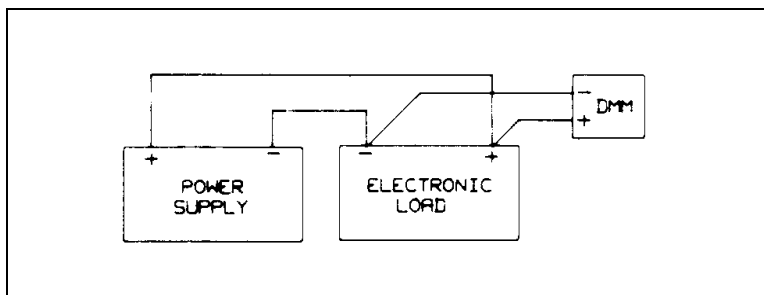 −
DMM
+
+ −
POWER
SUPPLY
− +
ELECTRONIC
LOAD